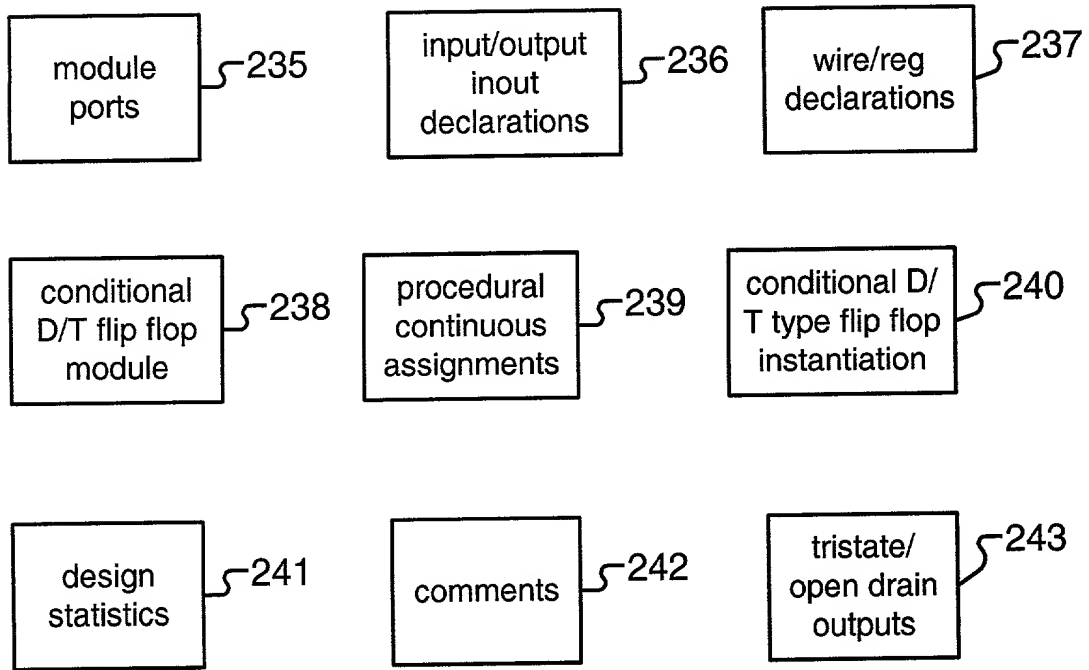 module
ports
235
input/output
inout
declarations
236
wire/reg
declarations
237
conditional
D/T flip flop
module
238
procedural
continuous
assignments
239
conditional D/
T type flip flop
instantiation
240
design
statistics
241
comments
242
tristate/
open drain
outputs
243